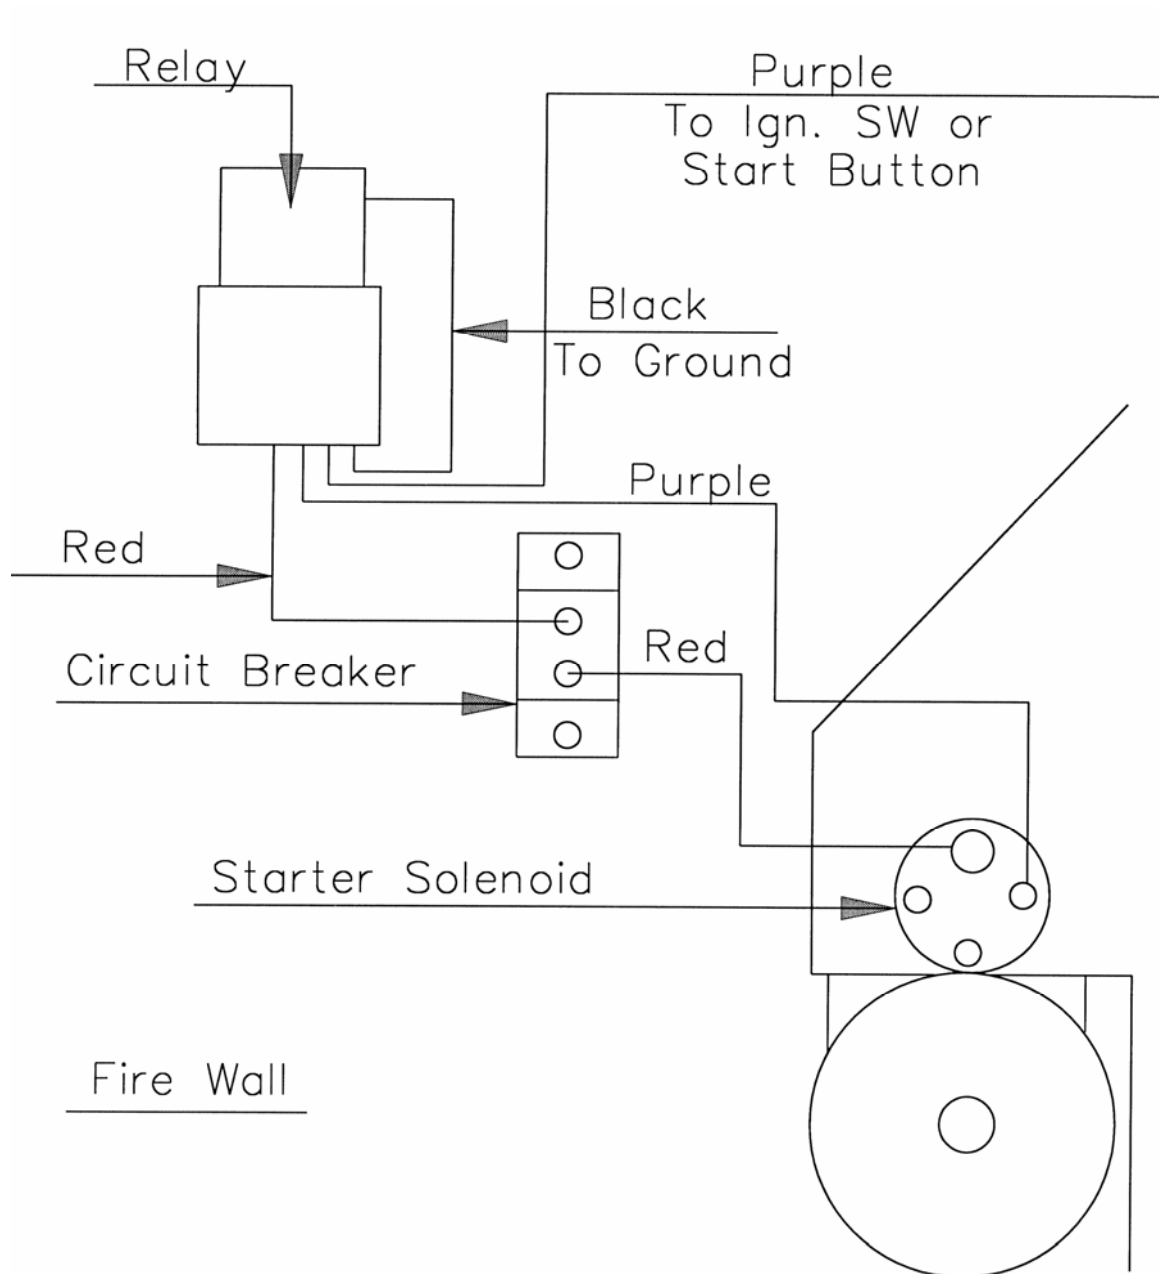 Relay
Purple
To Ign. SW or
Start Button
Black
To Ground
Purple
Red
Red
Circuit Breaker
Starter Solenoid
Fire Wall